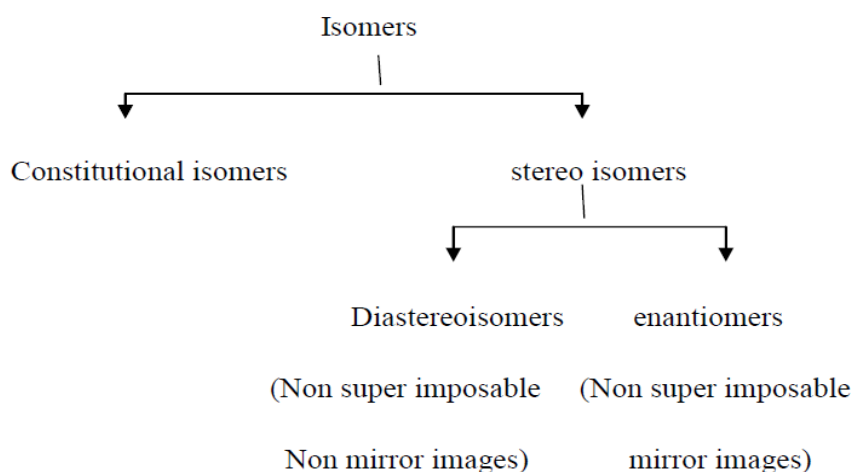 Isomers
Constitutional isomers stereo isomers
Diastereoisomers enantiomers
(Non super imposable (Non super imposable
Non mirror images) mirror images)